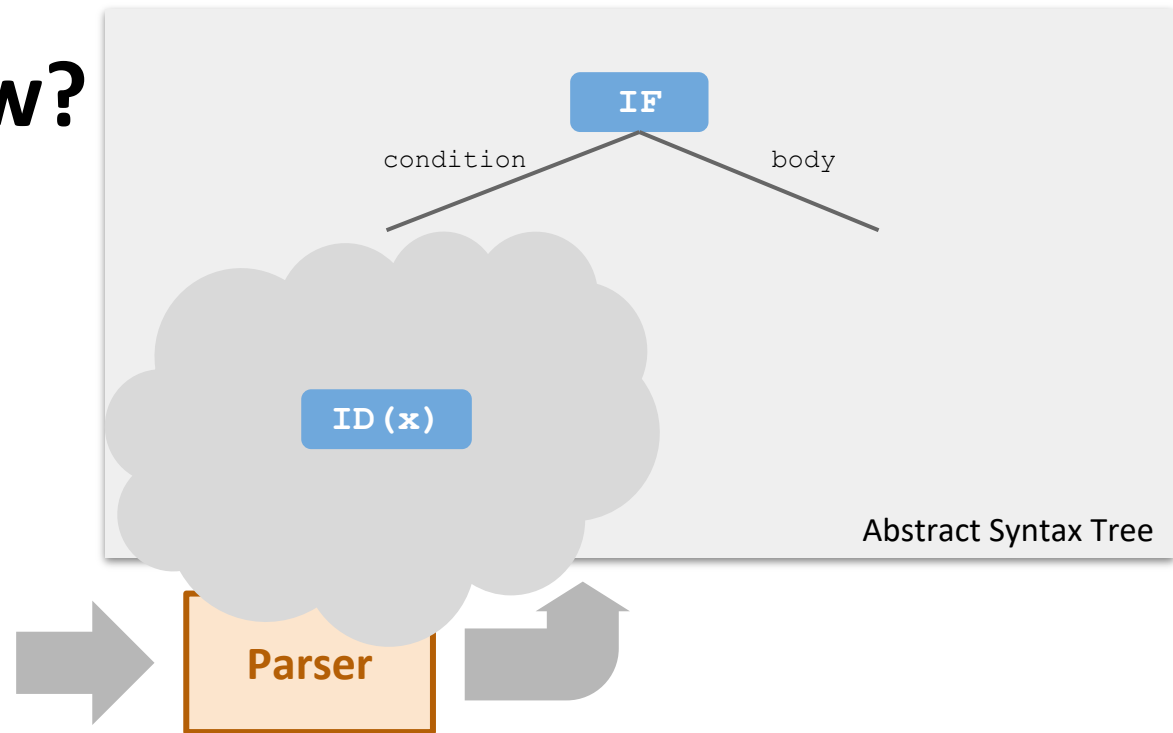 w?
IF
condition
body
ID(x)
Abstract Syntax Tree
Parser